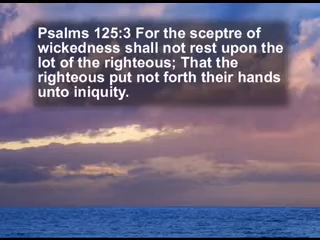 Psalms 125:3 For the sceptre of
wickedness shall not rest upon the
lot of the righteous; That the
righteous put not forth their hands
unto iniquity.